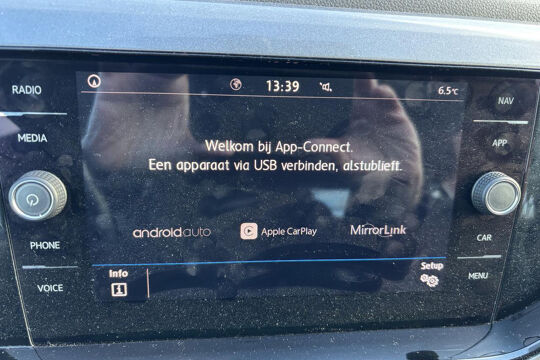 RADIO
MEDIA
PHONE
VOICE
13:39
6.5°C
Welkom bij App-Connect.
Een apparaat via USB verbinden, alstublieft.
androidauto
Apple CarPlay
MirrorLink
Info
Setup
NAV
APP
CAR
MENU